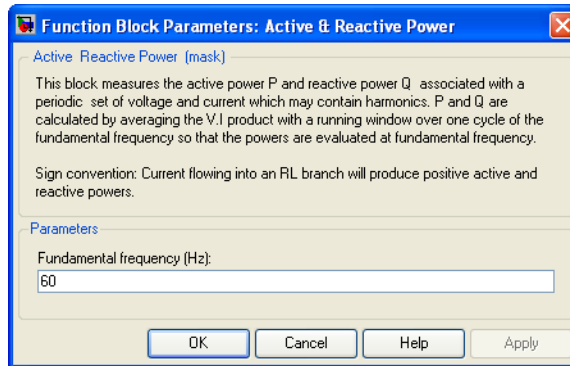 Function Block Parameters: Active & Reactive Power
Active Reactive Power (mask)
This block measures the active power P and reactive power Q associated with a
periodic set of voltage and current which may contain harmonics. P and Q are
calculated by averaging the V.I product with a running window over one cycle of the
fundamental frequency so that the powers are evaluated at fundamental frequency.
Sign convention: Current flowing into an RL branch will produce positive active and
reactive powers.
Parameters
Fundamental frequency (Hz):
60
OK Cancel Help Apply